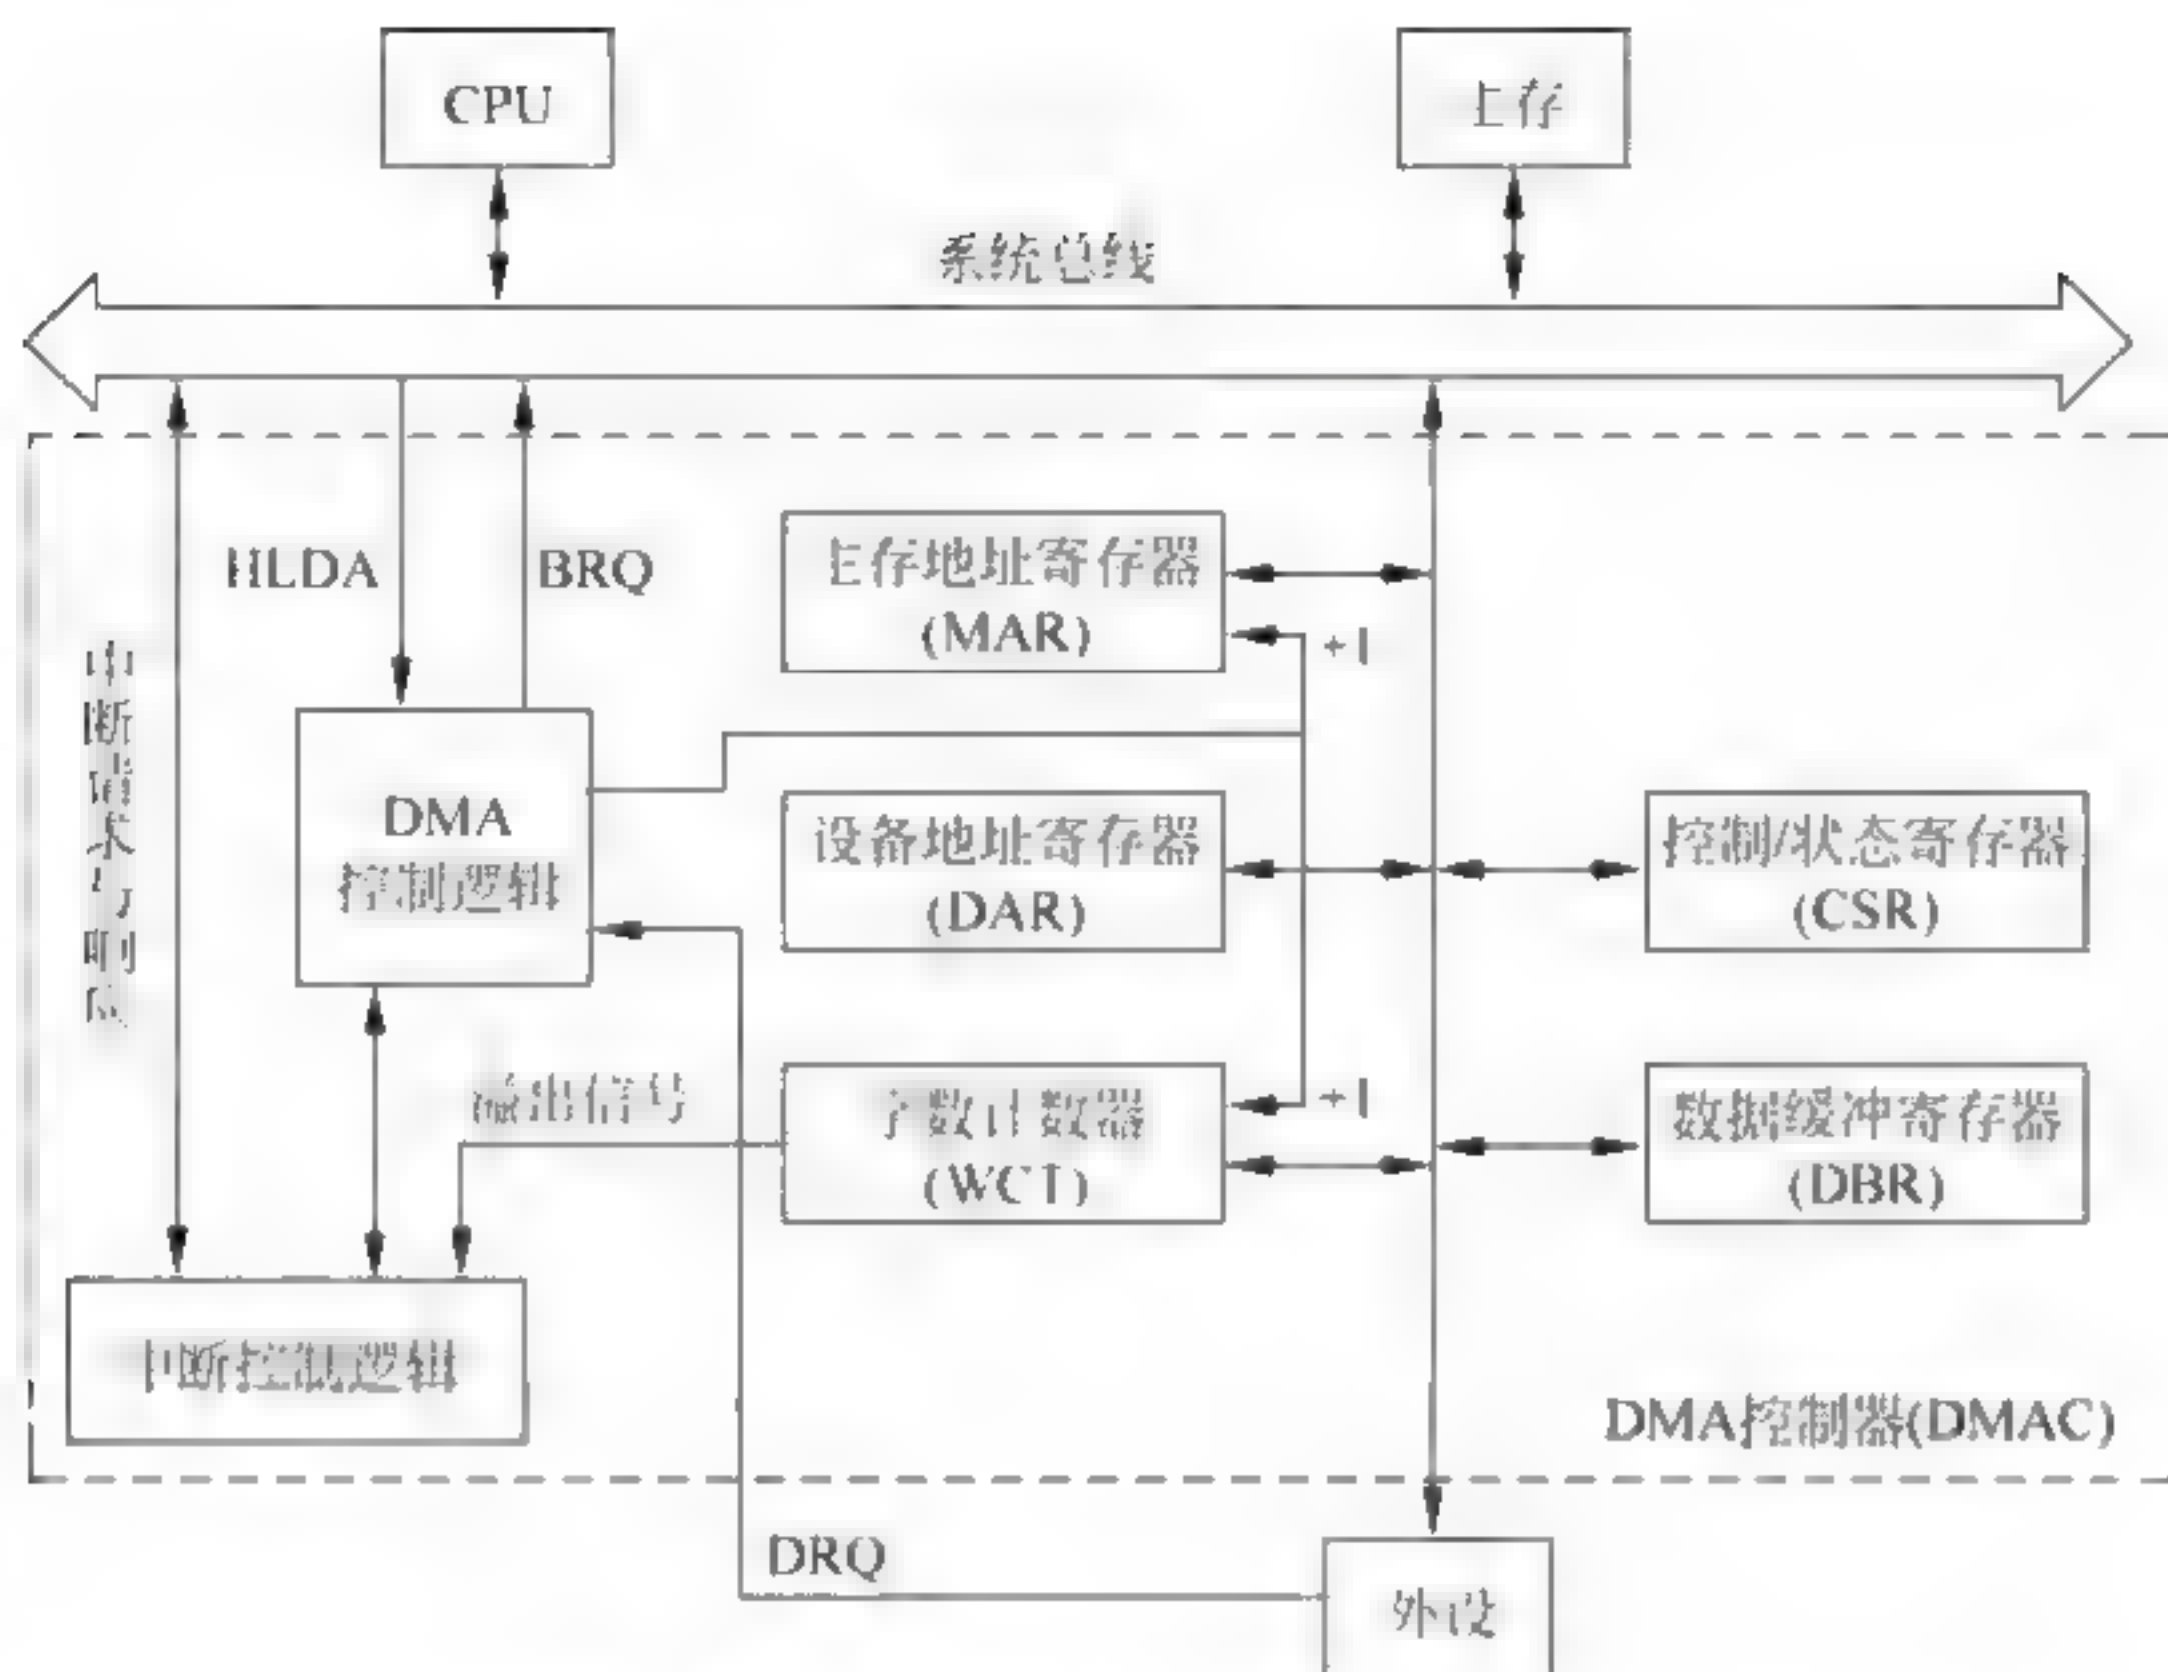 CPU
主存
系统总线
HLDA
BRQ
主存地址寄存器
(MAR)
+1
中断请求与响应
DMA
控制逻辑
设备地址寄存器
(DAR)
控制/状态寄存器
(CSR)
溢出信号
字数计数器
(WCT)
+1
数据缓冲寄存器
(DBR)
中断控制逻辑
DMA控制器(DMAC)
DRQ
外设